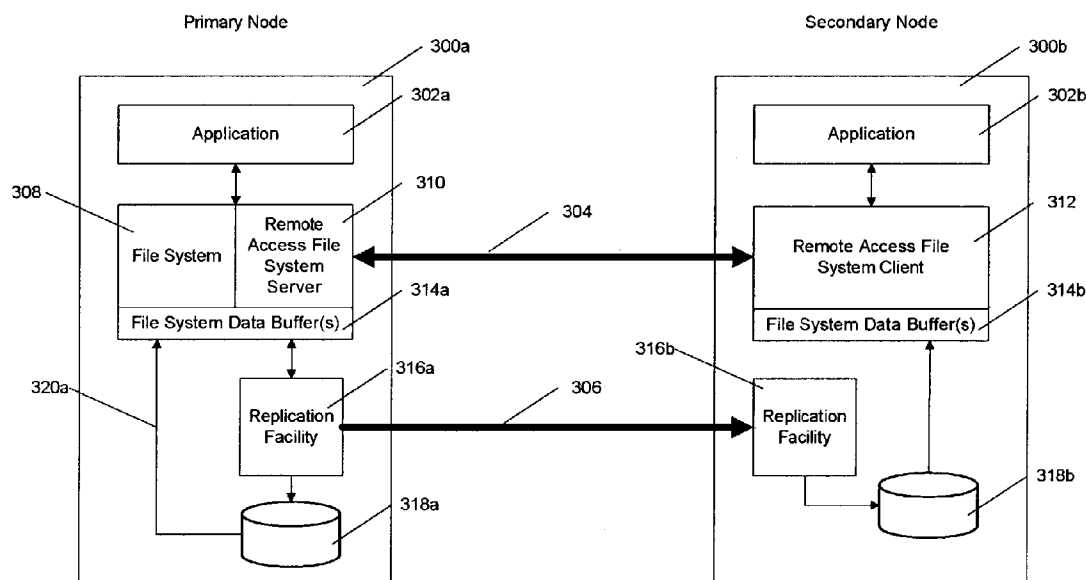 Primary Node
Secondary Node
300a
300b
302a
302b
Application
Application
308
310
304
312
File System
Remote
Access File
System
Server
Remote Access File
System Client
314a
314b
File System Data Buffer(s)
File System Data Buffer(s)
320a
316a
316b
306
Replication
Facility
Replication
Facility
318a
318b